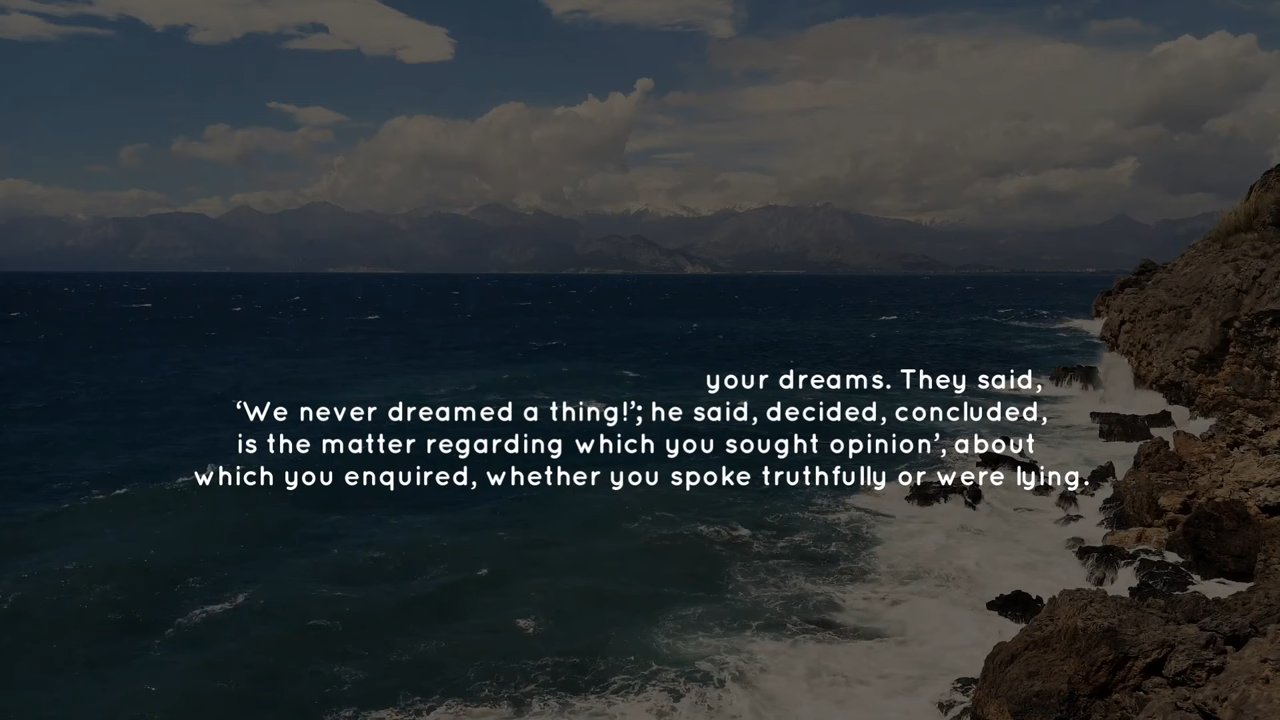 your dreams. They said,
‘We never dreamed a thing!’; he said, decided, concluded,
is the matter regarding which you sought opinion’, about
which you enquired, whether you spoke truthfully or were lying.